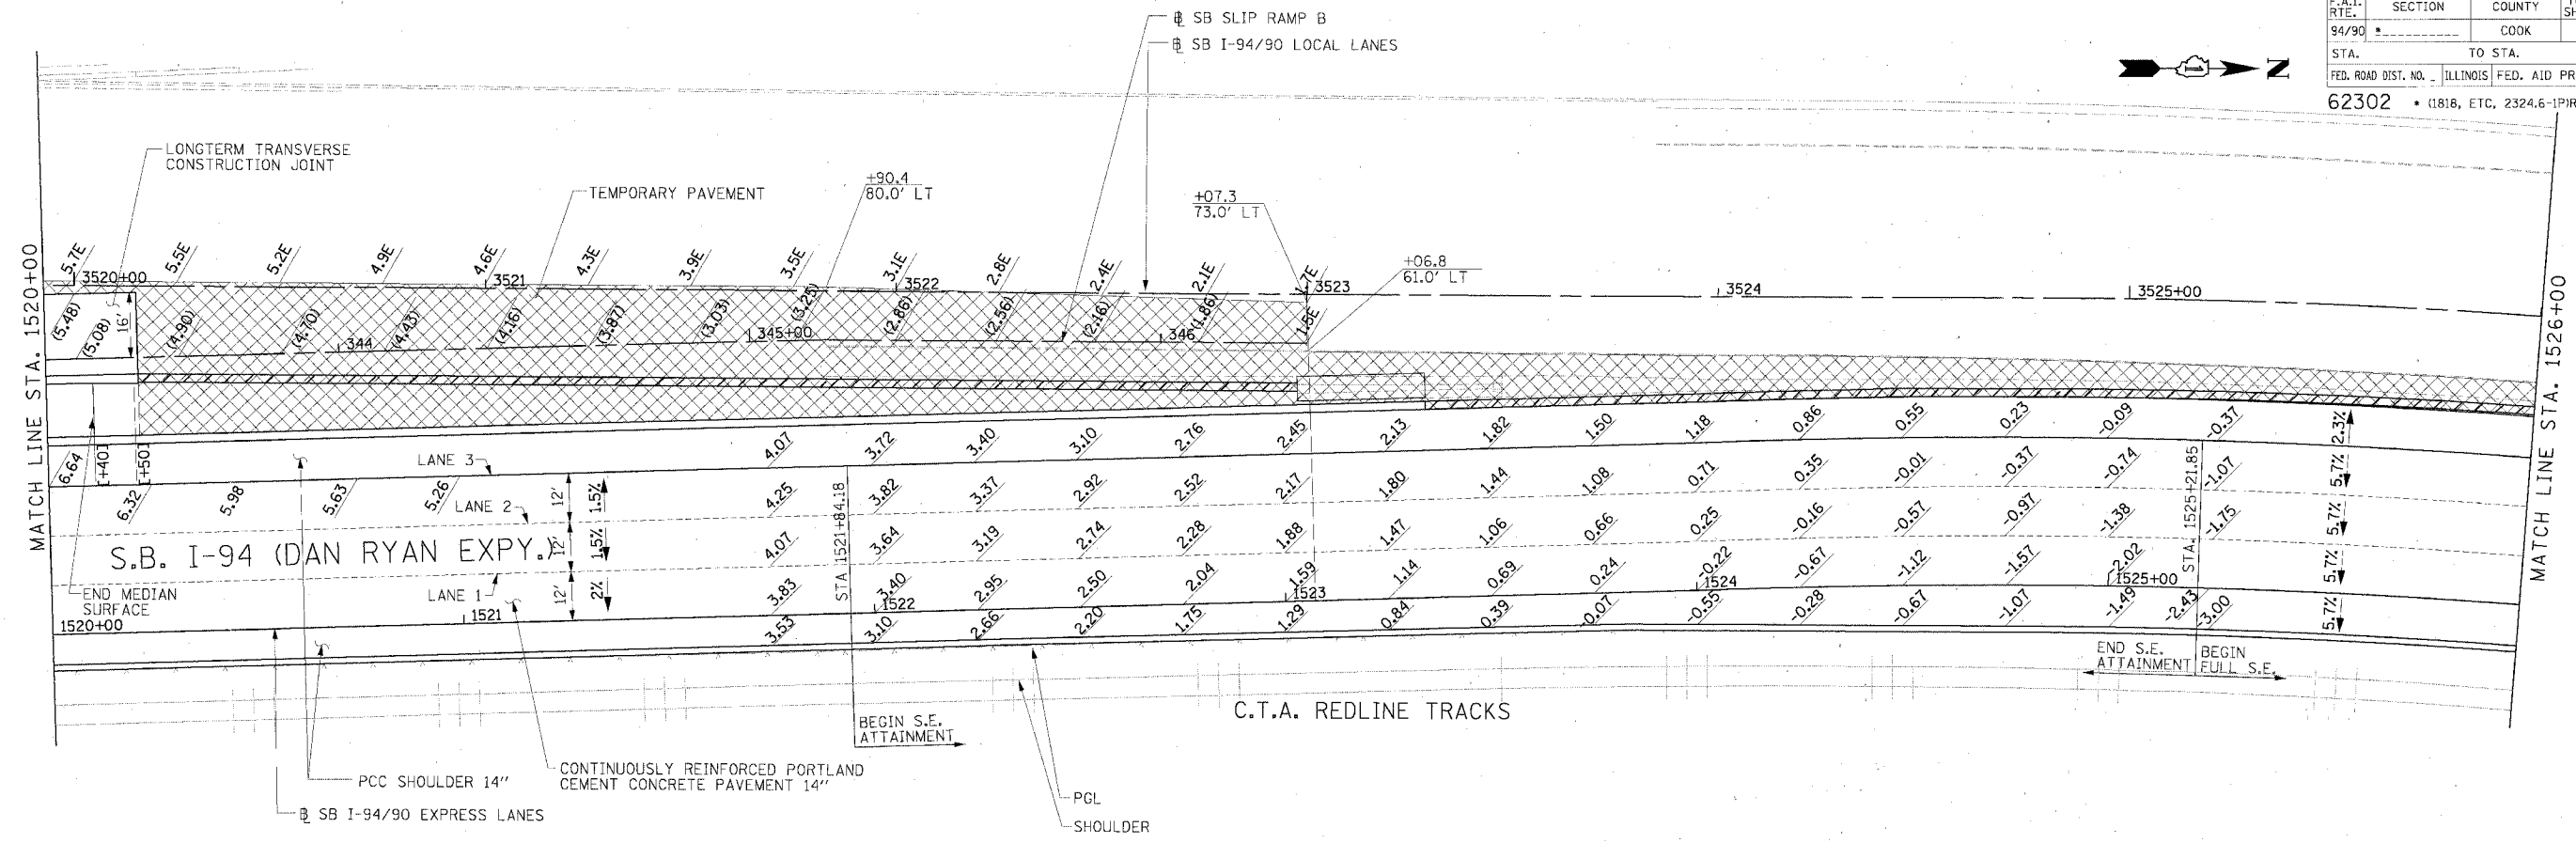 F.A.I. RTE. SECTION COUNTY
94/90 * COOK
STA. TO STA.
FED. ROAD DIST. NO. _ ILLINOIS FED. AID PR
62302 * (1818, ETC, 2324.6-1P)R
N
℄ SB SLIP RAMP B
℄ SB I-94/90 LOCAL LANES
LONGTERM TRANSVERSE
CONSTRUCTION JOINT
TEMPORARY PAVEMENT
+90.4
80.0' LT
+07.3
73.0' LT
+06.8
61.0' LT
MATCH LINE STA. 1520+00
5.7E 5.5E 5.2E 4.9E 4.6E 4.3E 3.9E 3.5E 3.1E 2.8E 2.4E 2.1E 1.7E
3520+00 3521 3522 3523 3524 3525+00
(5.48) (5.08) 16' (4.90) (4.70) (4.43) (4.16) (3.87) (3.03) (3.25) (2.86) (2.56) (2.16) (1.86) 1.5E
344 345+00 346
4.07 3.72 3.40 3.10 2.76 2.45 2.13 1.82 1.50 1.18 0.86 0.55 0.23 -0.09 -0.37 2.3%
6.64 [+40] [+50] LANE 3
6.32 5.98 5.63 5.26 4.25 3.82 3.37 2.92 2.52 2.17 1.80 1.44 1.08 0.71 0.35 -0.01 -0.37 -0.74 -1.07 5.7%
LANE 2 12' 1.5%
4.07 3.64 3.19 2.74 2.28 1.88 1.47 1.06 0.66 0.25 -0.16 -0.57 -0.97 -1.38 -1.75 5.7%
S.B. I-94 (DAN RYAN EXPY.) 12' 1.5%
STA. 1521+84.18
STA. 1525+21.85
3.83 3.40 2.95 2.50 2.04 1.59 1.14 0.69 0.24 -0.22 -0.67 -1.12 -1.57 -2.02 -2.43 5.7%
LANE 1 12' 2%
END MEDIAN
SURFACE
1520+00 1521 1522 1523 1524 1525+00
3.53 3.10 2.66 2.20 1.75 1.29 0.84 0.39 -0.07 -0.55 -0.28 -0.67 -1.07 -1.49 -3.00 5.7%
MATCH LINE STA. 1526+00
END S.E.
ATTAINMENT
BEGIN
FULL S.E.
C.T.A. REDLINE TRACKS
BEGIN S.E.
ATTAINMENT
PCC SHOULDER 14"
CONTINUOUSLY REINFORCED PORTLAND
CEMENT CONCRETE PAVEMENT 14"
℄ SB I-94/90 EXPRESS LANES
PGL
SHOULDER